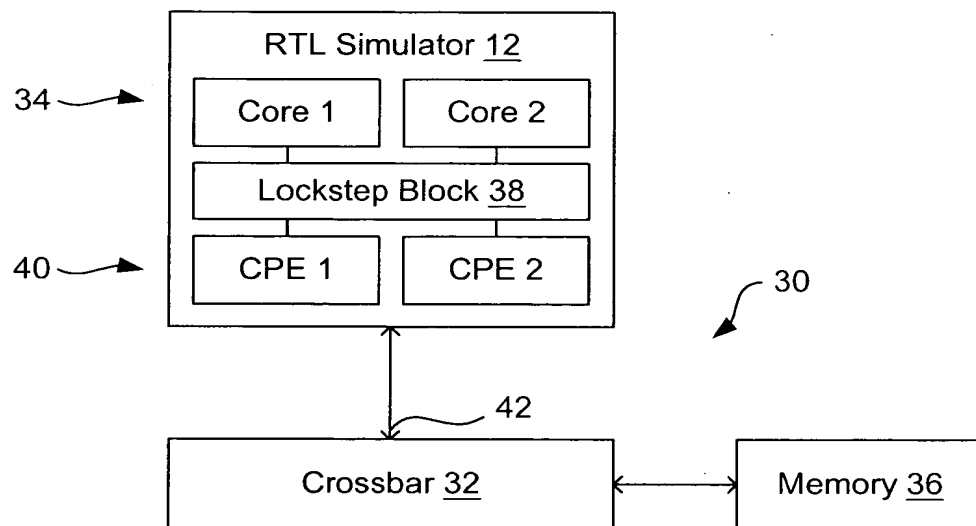 RTL Simulator 12
34
Core 1
Core 2
Lockstep Block 38
40
CPE 1
CPE 2
30
42
Crossbar 32
Memory 36